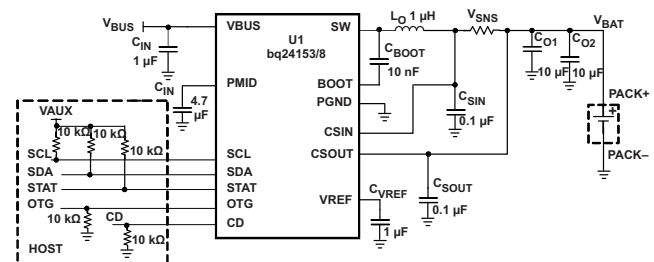 VBUS
CIN
1 µF
VBUS
U1
bq24153/8
SW
LO 1 µH
VSNS
VBAT
CBOOT
10 nF
CO1
10 µF
CO2
10 µF
CIN
4.7
µF
PMID
BOOT
PGND
CSIN
CSIN
0.1 µF
PACK+
+
PACK–
VAUX
10 kΩ
10 kΩ
10 kΩ
SCL
SCL
CSOUT
SDA
SDA
STAT
STAT
OTG
OTG
10 kΩ
CD
CD
10 kΩ
HOST
VREF
CVREF
1 µF
CSOUT
0.1 µF